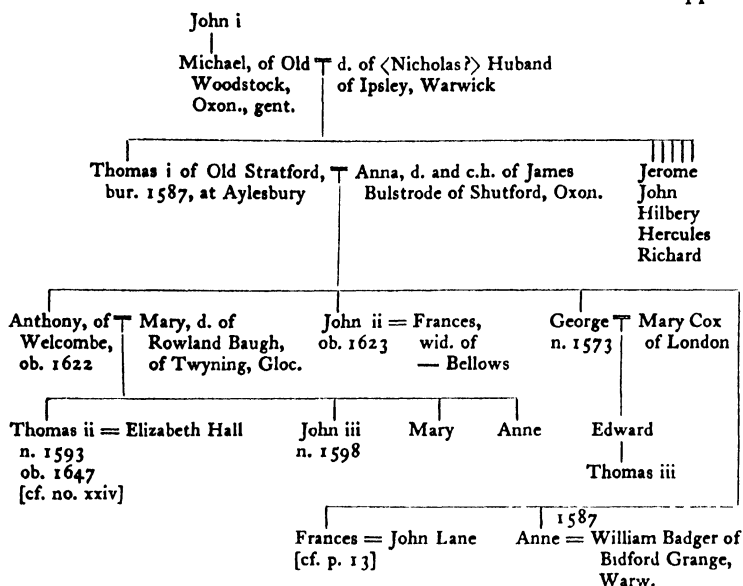 John i
Michael, of Old d. of ⟨Nicholas?⟩ Huband
Woodstock, of Ipsley, Warwick
Oxon., gent.
Thomas i of Old Stratford, Anna, d. and c.h. of James Jerome
bur. 1587, at Aylesbury Bulstrode of Shutford, Oxon. John
Hilbery
Hercules
Richard
Anthony, of Mary, d. of John ii = Frances, George Mary Cox
Welcombe, Rowland Baugh, ob. 1623 wid. of n. 1573 of London
ob. 1622 of Twyning, Gloc. — Bellows
Thomas ii = Elizabeth Hall John iii Mary Anne Edward
n. 1593 n. 1598
ob. 1647 Thomas iii
[cf. no. xxiv]
1587
Frances = John Lane Anne = William Badger of
[cf. p. 13] Bidford Grange,
Warw.